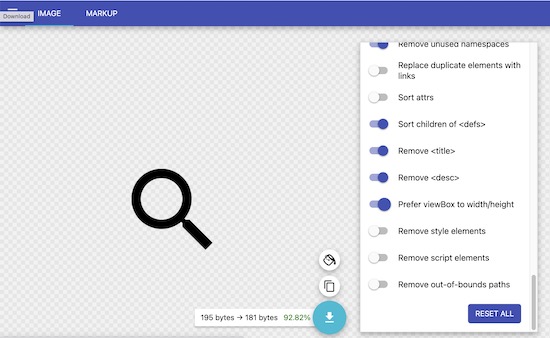 Download
IMAGE
MARKUP
Remove unused namespaces
Replace duplicate elements with
links
Sort attrs
Sort children of <defs>
Remove <title>
Remove <desc>
Prefer viewBox to width/height
Remove style elements
Remove script elements
Remove out-of-bounds paths
195 bytes → 181 bytes 92.82%
RESET ALL